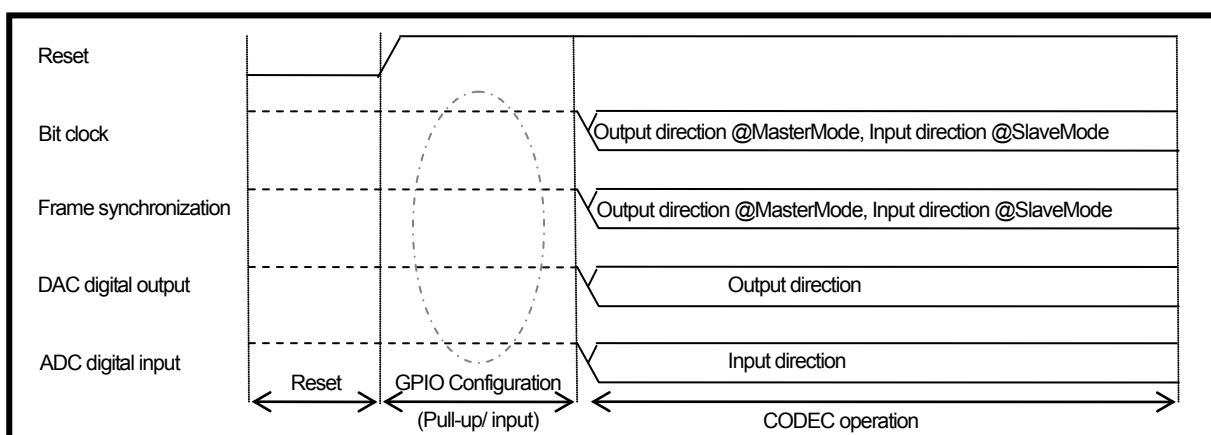 Reset
Bit clock
Output direction @MasterMode, Input direction @SlaveMode
Frame synchronization
Output direction @MasterMode, Input direction @SlaveMode
DAC digital output
Output direction
ADC digital input
Input direction
Reset
GPIO Configuration
(Pull-up/ input)
CODEC operation